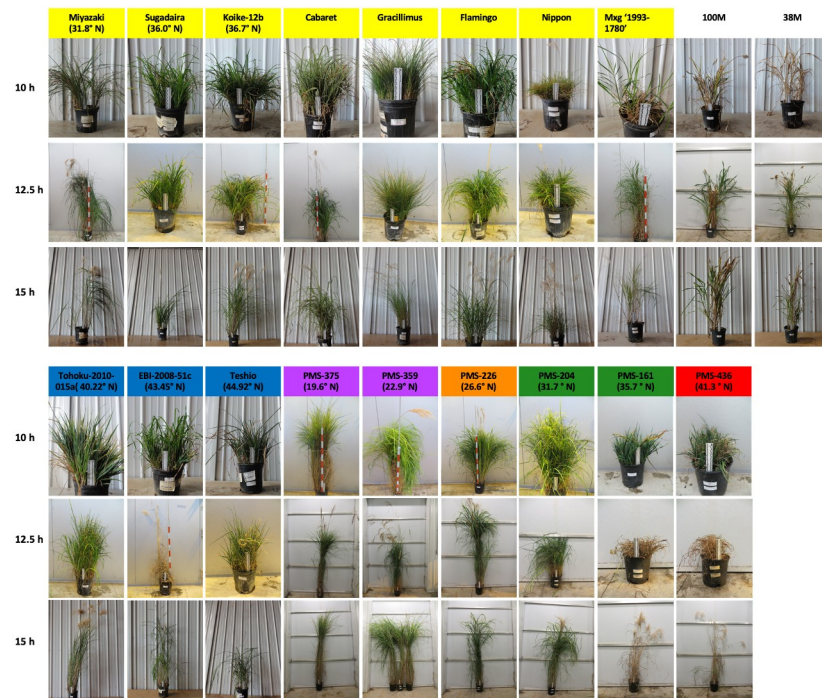 Miyazaki
(31.8° N)
Sugadaira
(36.0° N)
Koike-12b
(36.7° N)
Cabaret
Gracillimus
Flamingo
Nippon
Mxg ‘1993-
1780’
100M
38M
10 h
12.5 h
15 h
Tohoku-2010-
015a( 40.22° N)
EBI-2008-51c
(43.45° N)
Teshio
(44.92° N)
PMS-375
(19.6° N)
PMS-359
(22.9° N)
PMS-226
(26.6° N)
PMS-204
(31.7 ° N)
PMS-161
(35.7 ° N)
PMS-436
(41.3 ° N)
10 h
12.5 h
15 h